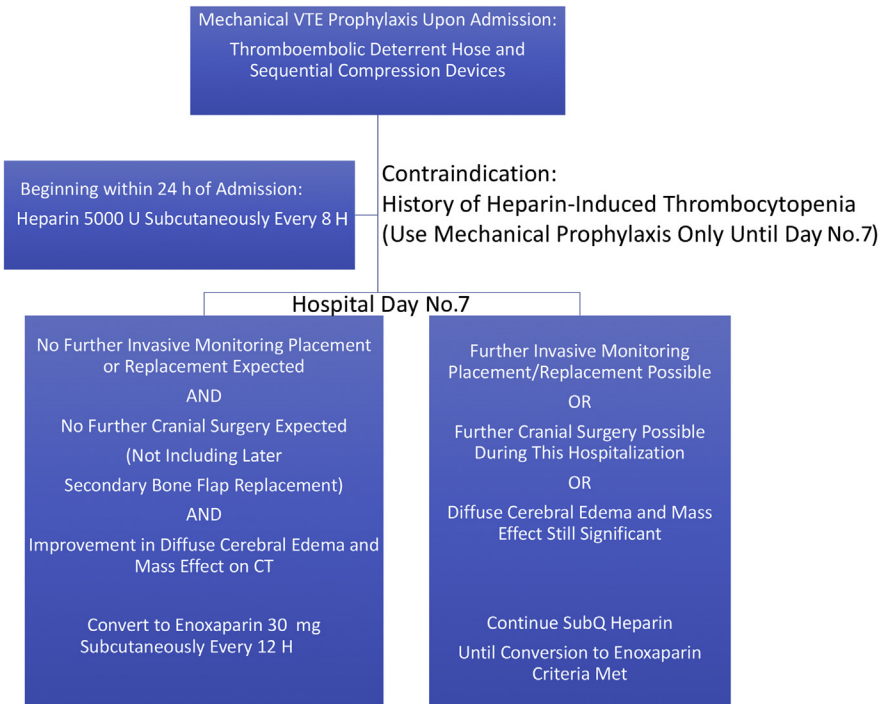 Mechanical VTE Prophylaxis Upon Admission:
Thromboembolic Deterrent Hose and
Sequential Compression Devices
Beginning within 24 h of Admission:
Heparin 5000 U Subcutaneously Every 8 H
Contraindication:
History of Heparin-Induced Thrombocytopenia
(Use Mechanical Prophylaxis Only Until Day No.7)
Hospital Day No.7
No Further Invasive Monitoring Placement
or Replacement Expected
AND
No Further Cranial Surgery Expected
(Not Including Later
Secondary Bone Flap Replacement)
AND
Improvement in Diffuse Cerebral Edema and
Mass Effect on CT
Convert to Enoxaparin 30 mg
Subcutaneously Every 12 H
Further Invasive Monitoring
Placement/Replacement Possible
OR
Further Cranial Surgery Possible
During This Hospitalization
OR
Diffuse Cerebral Edema and Mass
Effect Still Significant
Continue SubQ Heparin
Until Conversion to Enoxaparin
Criteria Met